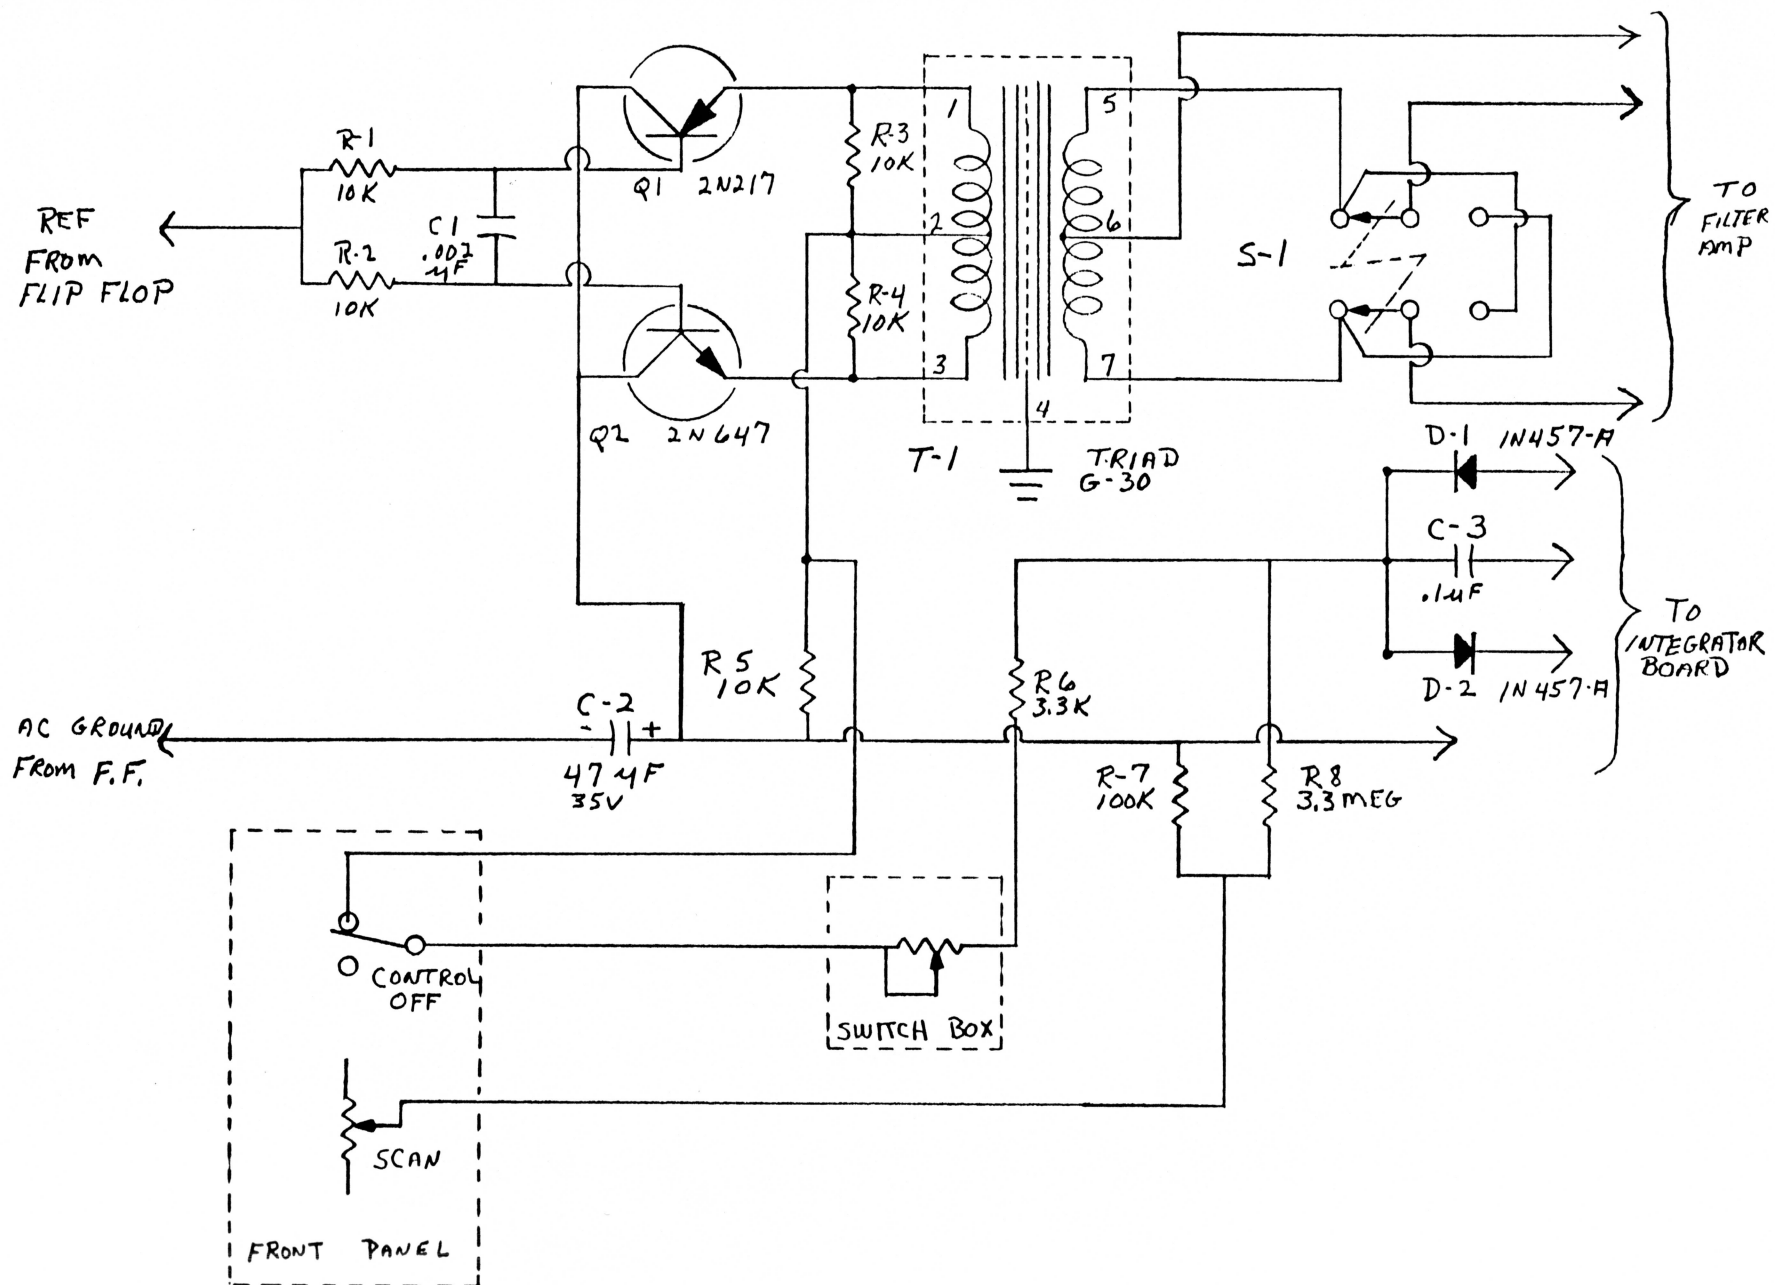 R-1
10K
REF
FROM
FLIP FLOP
R-2
10K
C1
.002
µF
Q1 2N217
Q2 2N647
R-3
10K
R-4
10K
1
2
3
4
5
6
7
T-1
TRIAD
G-30
S-1
TO
FILTER
AMP
D-1 1N457-A
C-3
.1µF
D-2 1N457-A
TO
INTEGRATOR
BOARD
R5
10K
R6
3.3K
C-2
- +
47 µF
35V
AC GROUND
FROM F.F.
R-7
100K
R8
3.3MEG
CONTROL
OFF
SWITCH BOX
SCAN
FRONT PANEL